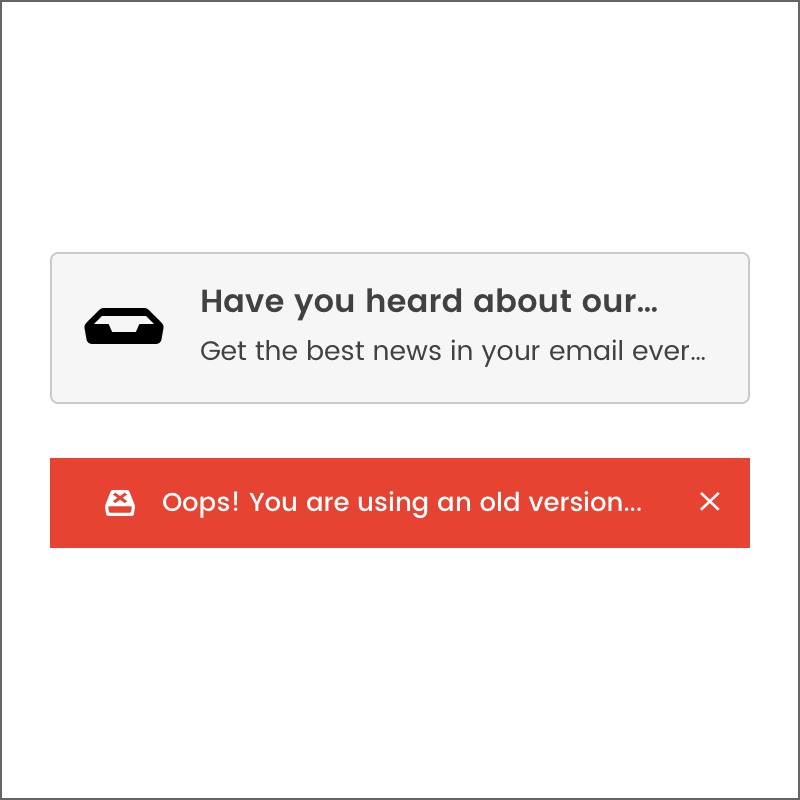 Have you heard about our...
Get the best news in your email ever...
Oops! You are using an old version...